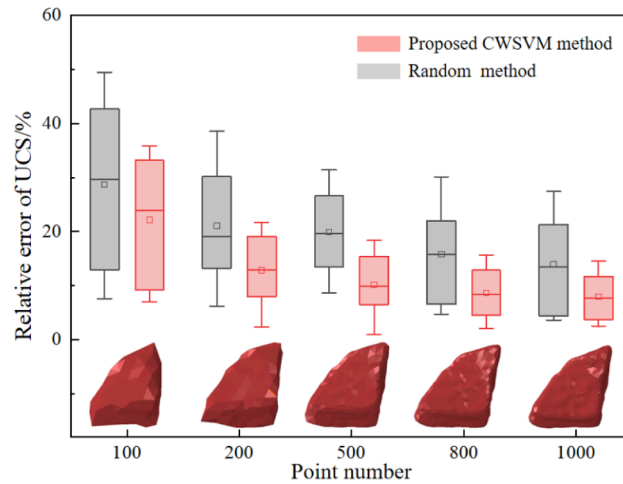 60
Proposed CWSVM method
Random method
40
20
0
Relative error of UCS/%
100 200 500 800 1000
Point number